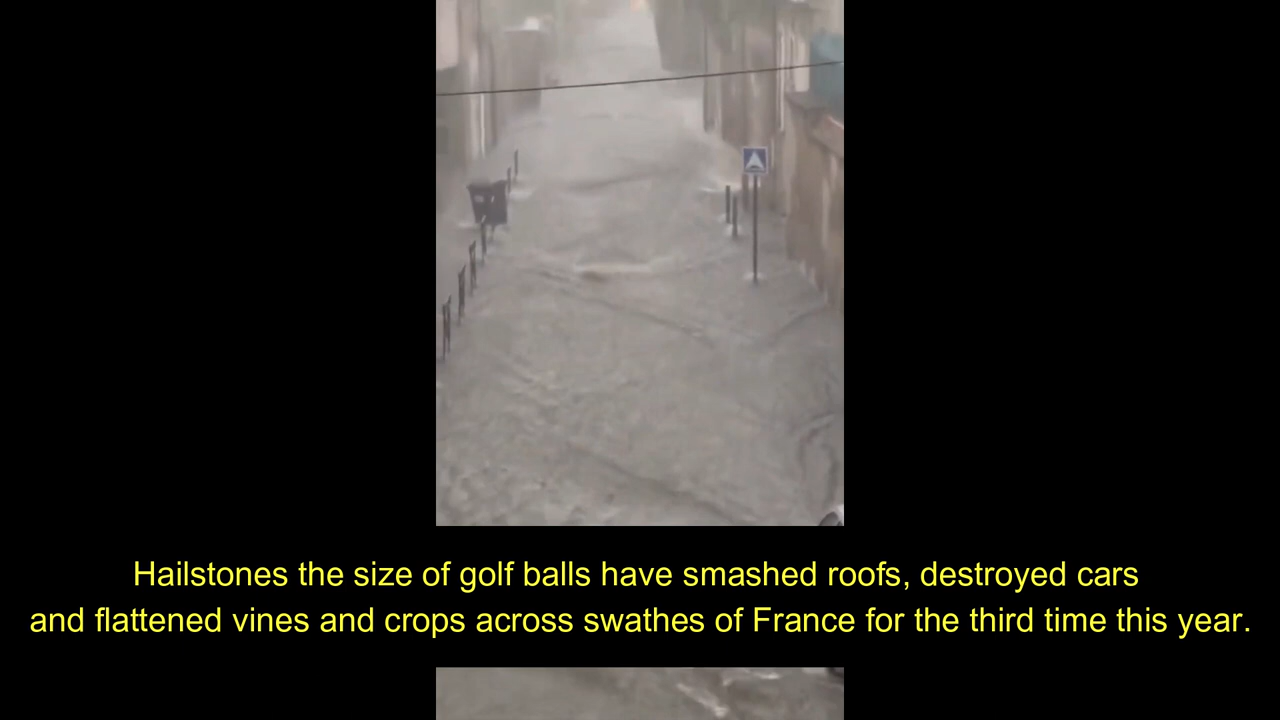 Hailstones the size of golf balls have smashed roofs, destroyed cars
and flattened vines and crops across swathes of France for the third time this year.